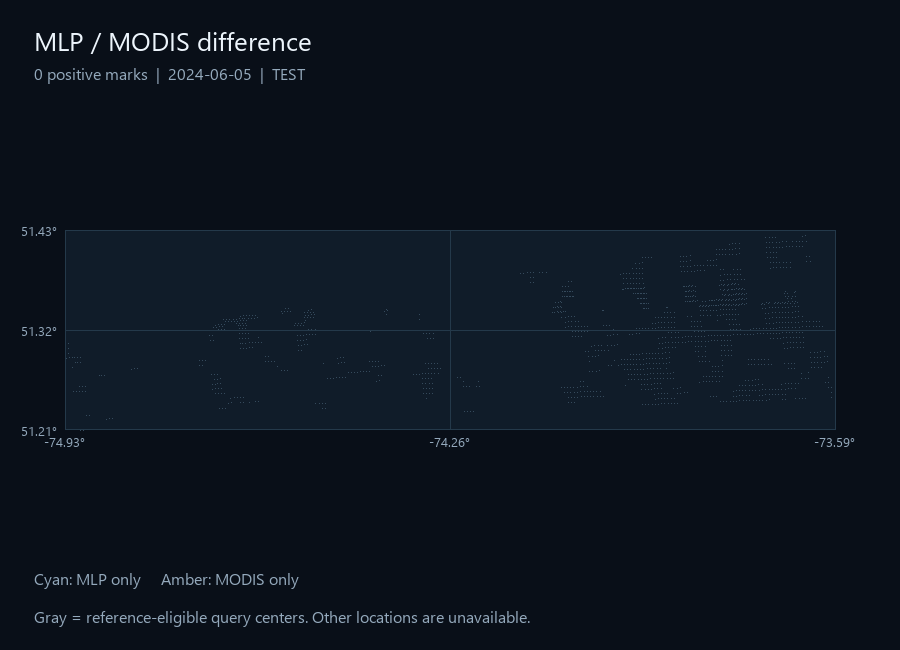 MLP / MODIS difference
0 positive marks | 2024-06-05 | TEST
51.43°
51.32°
51.21°
-74.93°
-74.26°
-73.59°
Cyan: MLP only Amber: MODIS only
Gray = reference-eligible query centers. Other locations are unavailable.